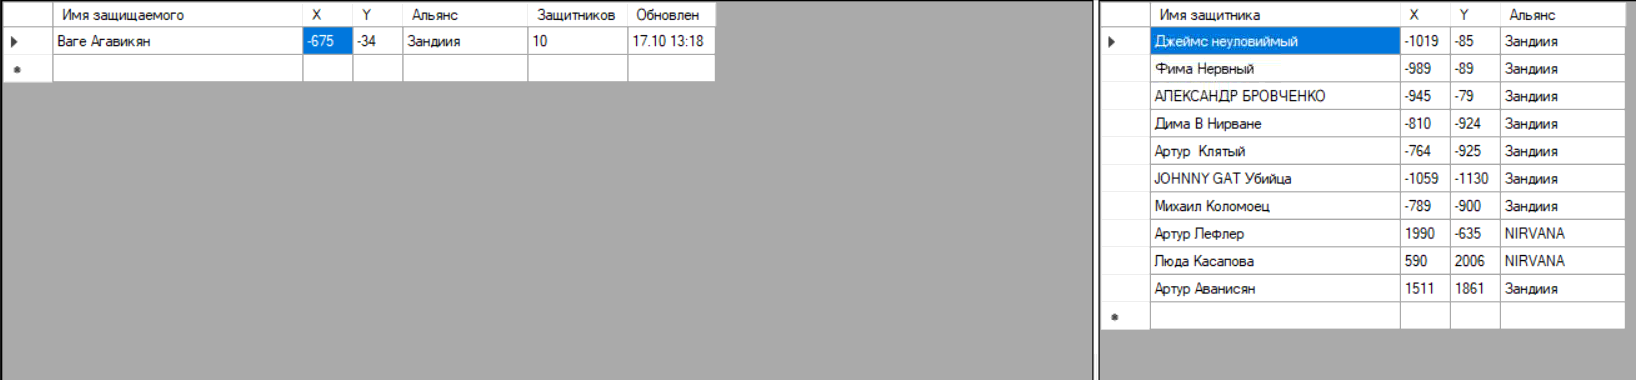 Имя защищаемого X Y Альянс Защитников Обновлен
Ваге Агавикян -675 -34 Зандиия 10 17.10 13:18
Имя защитника X Y Альянс
Джеймс неуловиймый -1019 -85 Зандиия
Фима Нервный -989 -89 Зандиия
АЛЕКСАНДР БРОВЧЕНКО -945 -79 Зандиия
Дима В Нирване -810 -924 Зандиия
Артур Клятый -764 -925 Зандиия
JOHNNY GAT Убийца -1059 -1130 Зандиия
Михаил Коломоец -789 -900 Зандиия
Артур Лефлер 1990 -635 NIRVANA
Люда Касапова 590 2006 NIRVANA
Артур Аванисян 1511 1861 Зандиия